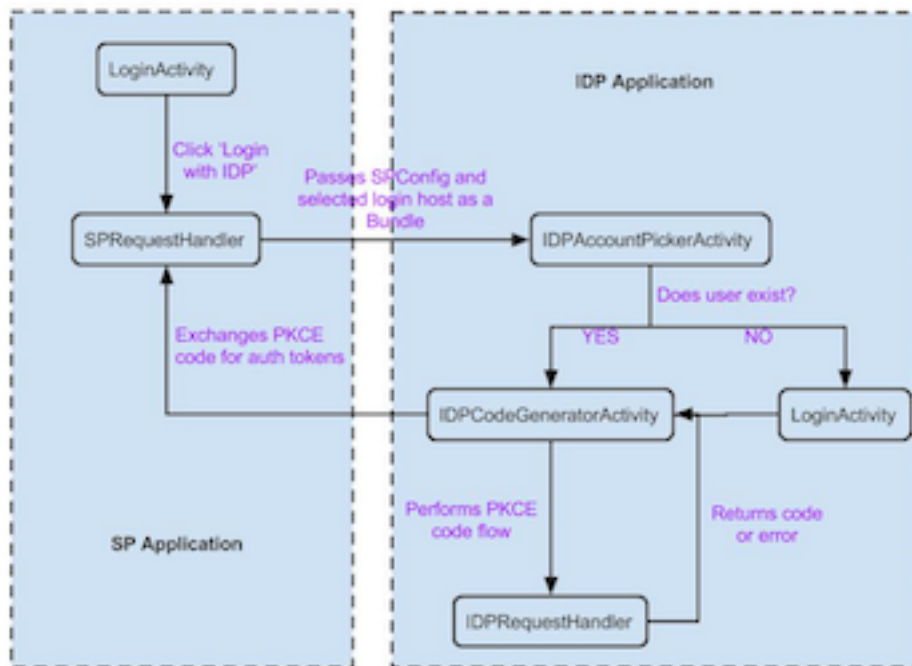 LoginActivity
IDP Application
Click 'Login
with IDP'
Passes SPConfig and
selected login host as a
Bundle
SPRequestHandler
IDPAccountPickerActivity
Does user exist?
Exchanges PKCE
code for auth tokens
YES
NO
IDPCodeGeneratorActivity
LoginActivity
Performs PKCE
code flow
Returns code
or error
SP Application
IDPRequestHandler